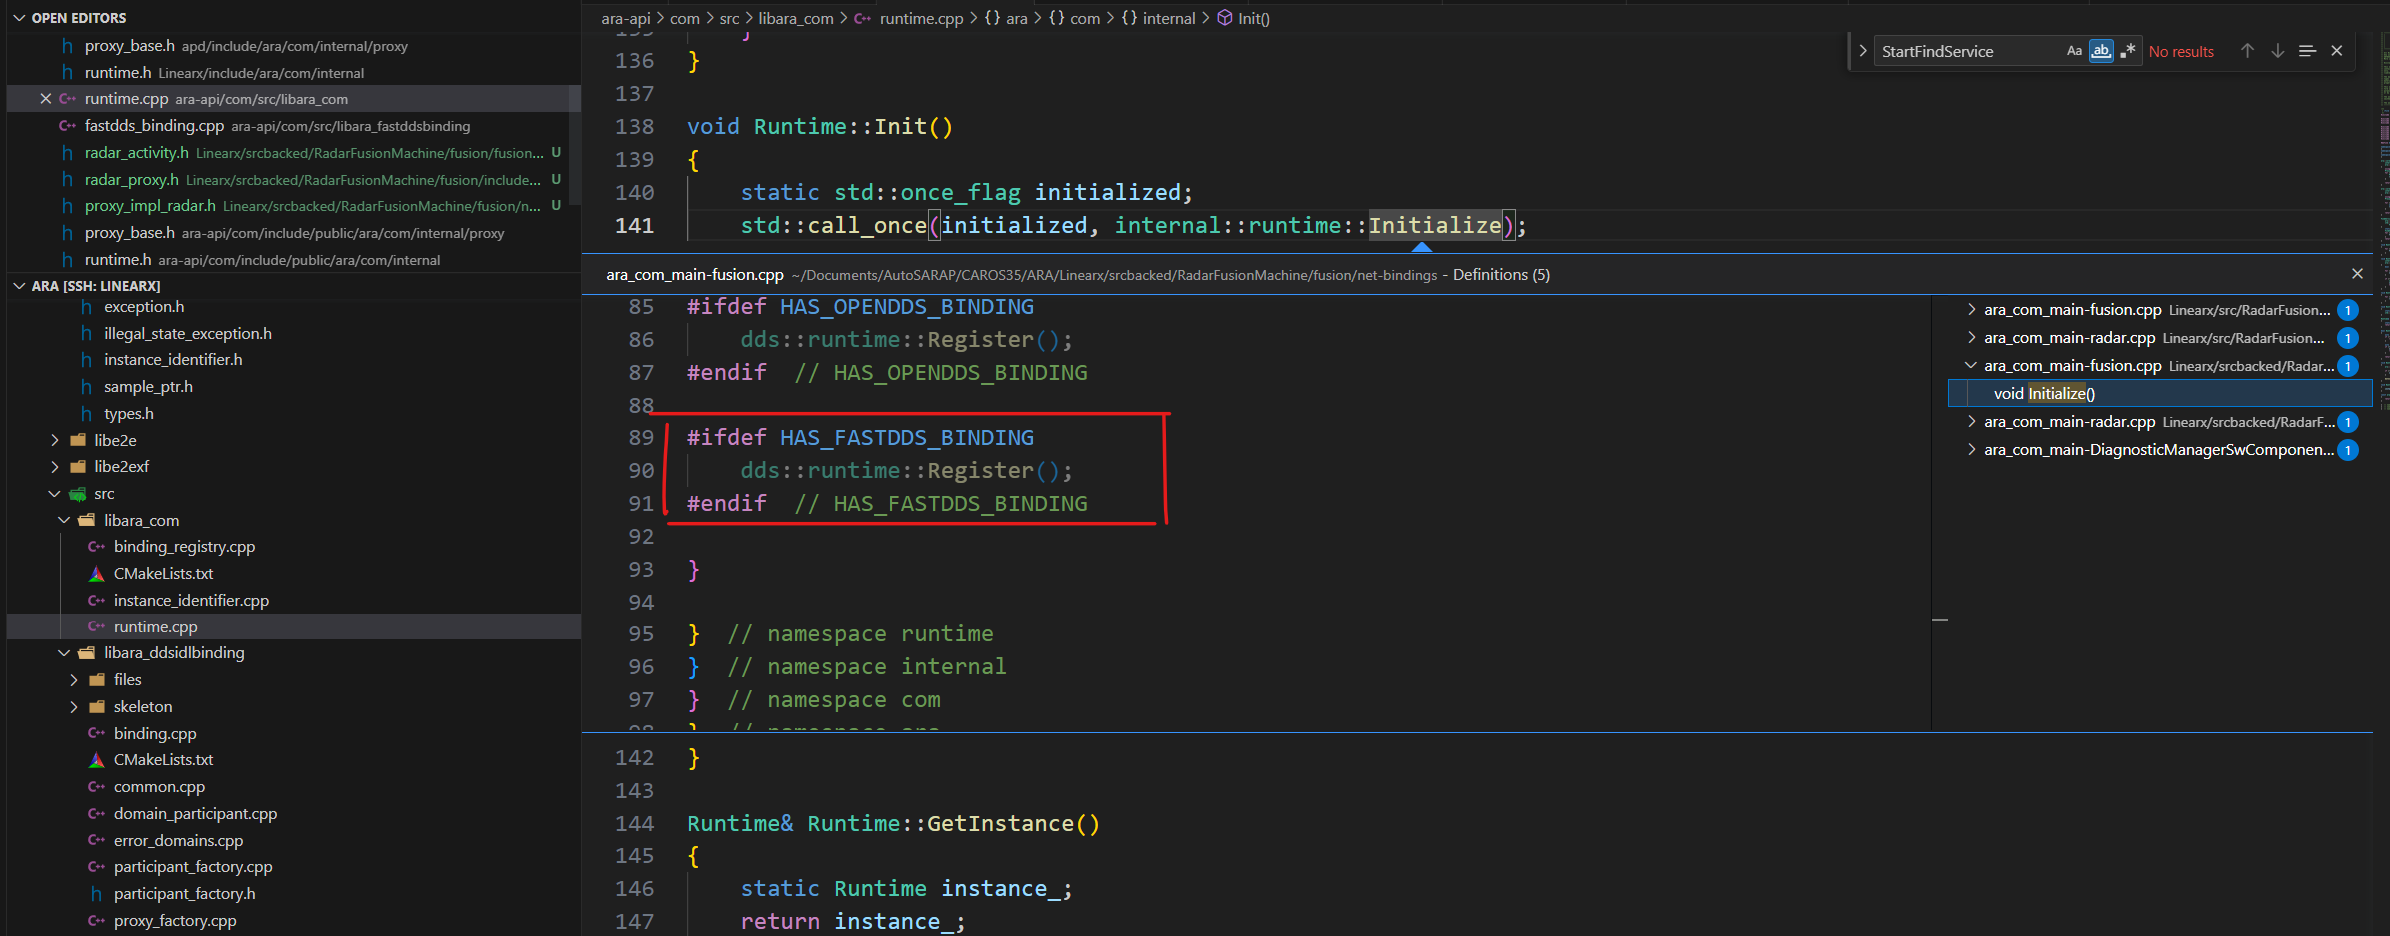 OPEN EDITORS
proxy_base.h apd/include/ara/com/internal/proxy
runtime.h Linearx/include/ara/com/internal
runtime.cpp ara-api/com/src/libara_com
fastdds_binding.cpp ara-api/com/src/libara_fastddsbinding
radar_activity.h Linearx/srcbacked/RadarFusionMachine/fusion/fusion... U
radar_proxy.h Linearx/srcbacked/RadarFusionMachine/fusion/include... U
proxy_impl_radar.h Linearx/srcbacked/RadarFusionMachine/fusion/n... U
proxy_base.h ara-api/com/include/public/ara/com/internal/proxy
runtime.h ara-api/com/include/public/ara/com/internal
ARA [SSH: LINEARX]
exception.h
illegal_state_exception.h
instance_identifier.h
sample_ptr.h
types.h
libe2e
libe2exf
src
libara_com
binding_registry.cpp
CMakeLists.txt
instance_identifier.cpp
runtime.cpp
libara_ddsidlbinding
files
skeleton
binding.cpp
CMakeLists.txt
common.cpp
domain_participant.cpp
error_domains.cpp
participant_factory.cpp
participant_factory.h
proxy_factory.cpp
ara-api > com > src > libara_com > runtime.cpp > {} ara > {} com > {} internal > Init()
StartFindService Aa ab No results
135 }
136 }
137
138 void Runtime::Init()
139 {
140 static std::once_flag initialized;
141 std::call_once(initialized, internal::runtime::Initialize);
ara_com_main-fusion.cpp ~/Documents/AutoSARAP/CAROS35/ARA/Linearx/srcbacked/RadarFusionMachine/fusion/net-bindings - Definitions (5)
85 #ifdef HAS_OPENDDS_BINDING
86 dds::runtime::Register();
87 #endif // HAS_OPENDDS_BINDING
88
89 #ifdef HAS_FASTDDS_BINDING
90 dds::runtime::Register();
91 #endif // HAS_FASTDDS_BINDING
92
93 }
94
95 } // namespace runtime
96 } // namespace internal
97 } // namespace com
98 } // namespace ara
ara_com_main-fusion.cpp Linearx/src/RadarFusion... 1
ara_com_main-radar.cpp Linearx/src/RadarFusion... 1
ara_com_main-fusion.cpp Linearx/srcbacked/Radar... 1
void Initialize()
ara_com_main-radar.cpp Linearx/srcbacked/RadarF... 1
ara_com_main-DiagnosticManagerSwComponen... 1
142 }
143
144 Runtime& Runtime::GetInstance()
145 {
146 static Runtime instance_;
147 return instance_;